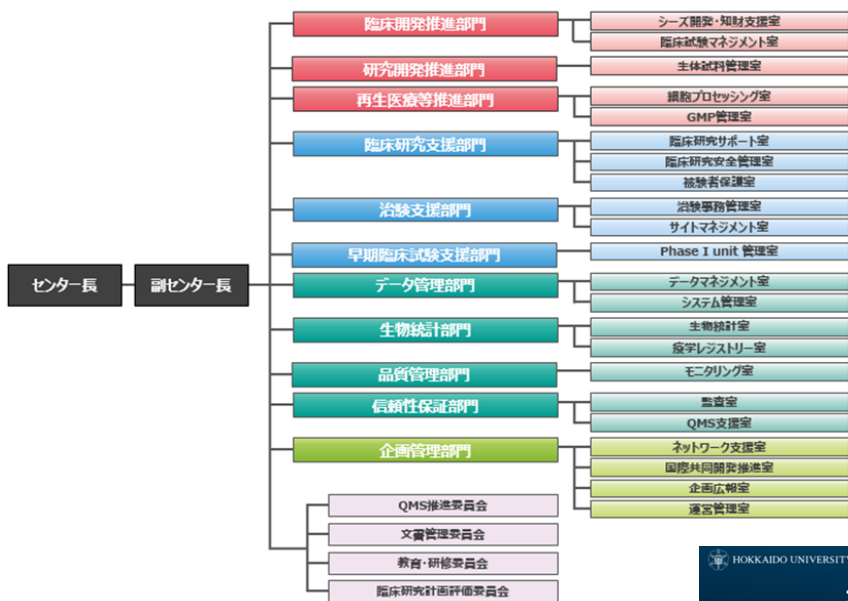 臨床開発推進部門
シーズ開発・知財支援室
臨床試験マネジメント室
研究開発推進部門
主体試料管理室
再生医療等推進部門
細胞プロセッシング室
GMP管理室
臨床研究支援部門
臨床研究サポート室
臨床研究安全管理室
被験者保護室
治験支援部門
治験事務管理室
サイトマネジメント室
早期臨床試験支援部門
Phase I unit 管理室
センター長
副センター長
データ管理部門
データマネジメント室
システム管理室
生物統計部門
生物統計室
疫学レジストリー室
品質管理部門
モニタリング室
信頼性保証部門
監査室
QMS支援室
企画管理部門
ネットワーク支援室
国際共同開発推進室
企画広報室
運営管理室
QMS推進委員会
文書管理委員会
教育・研修委員会
臨床研究計画評価委員会
HOKKAIDO UNIVERSITY